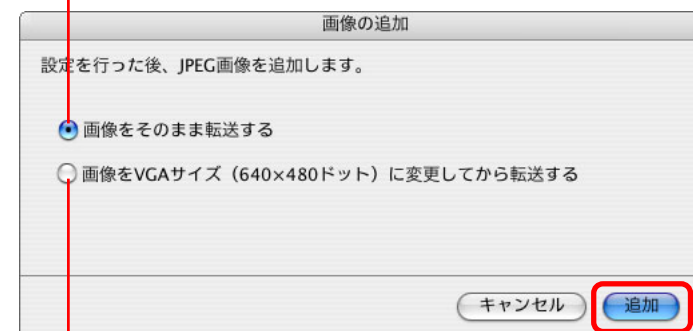 画像の追加
設定を行った後、JPEG画像を追加します。
画像をそのまま転送する
画像をVGAサイズ（640×480ドット）に変更してから転送する
キャンセル 追加